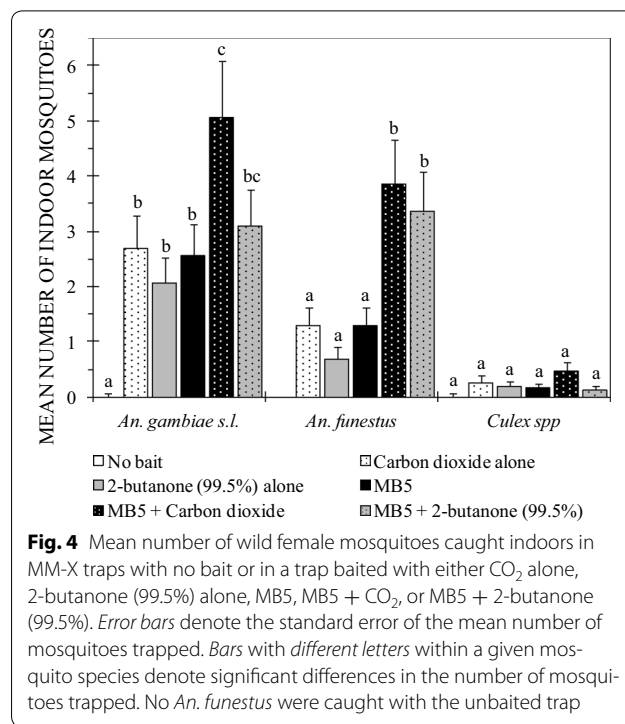 c
b
b
b
bc
b
b
a
a
a
a
a
a
a
a
a
a
MEAN NUMBER OF INDOOR MOSQUITOES
6
5
4
3
2
1
0
An. gambiae s.l. An. funestus Culex spp
No bait Carbon dioxide alone
2-butanone (99.5%) alone MB5
MB5 + Carbon dioxide MB5 + 2-butanone (99.5%)
Fig. 4 Mean number of wild female mosquitoes caught indoors in
MM-X traps with no bait or in a trap baited with either CO₂ alone,
2-butanone (99.5%) alone, MB5, MB5 + CO₂, or MB5 + 2-butanone
(99.5%). Error bars denote the standard error of the mean number of
mosquitoes trapped. Bars with different letters within a given mos-
quito species denote significant differences in the number of mosqui-
toes trapped. No An. funestus were caught with the unbaited trap